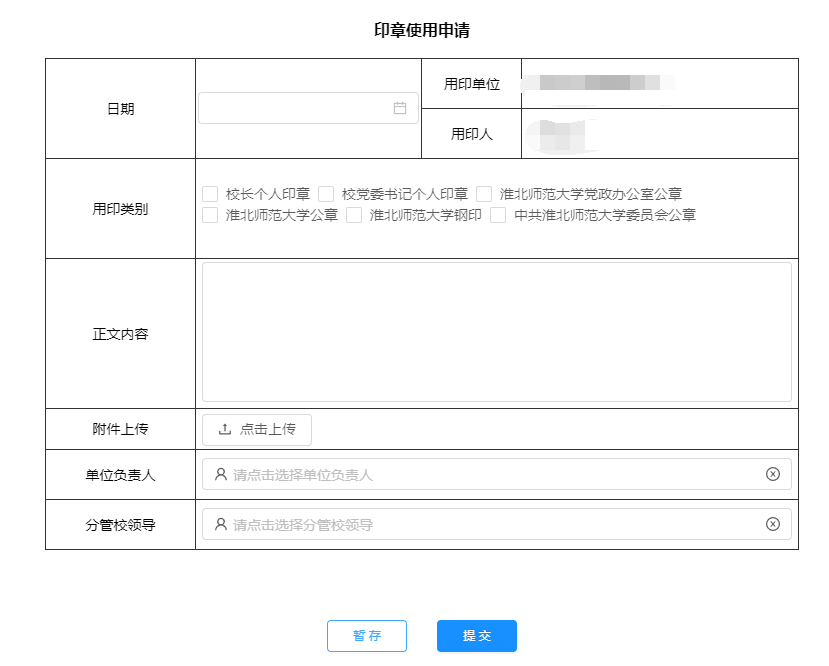 印章使用申请
日期
用印单位
用印人
用印类别
校长个人印章 校党委书记个人印章 淮北师范大学党政办公室公章
淮北师范大学公章 淮北师范大学钢印 中共淮北师范大学委员会公章
正文内容
附件上传
点击上传
单位负责人
请点击选择单位负责人
分管校领导
请点击选择分管校领导
暂存
提交